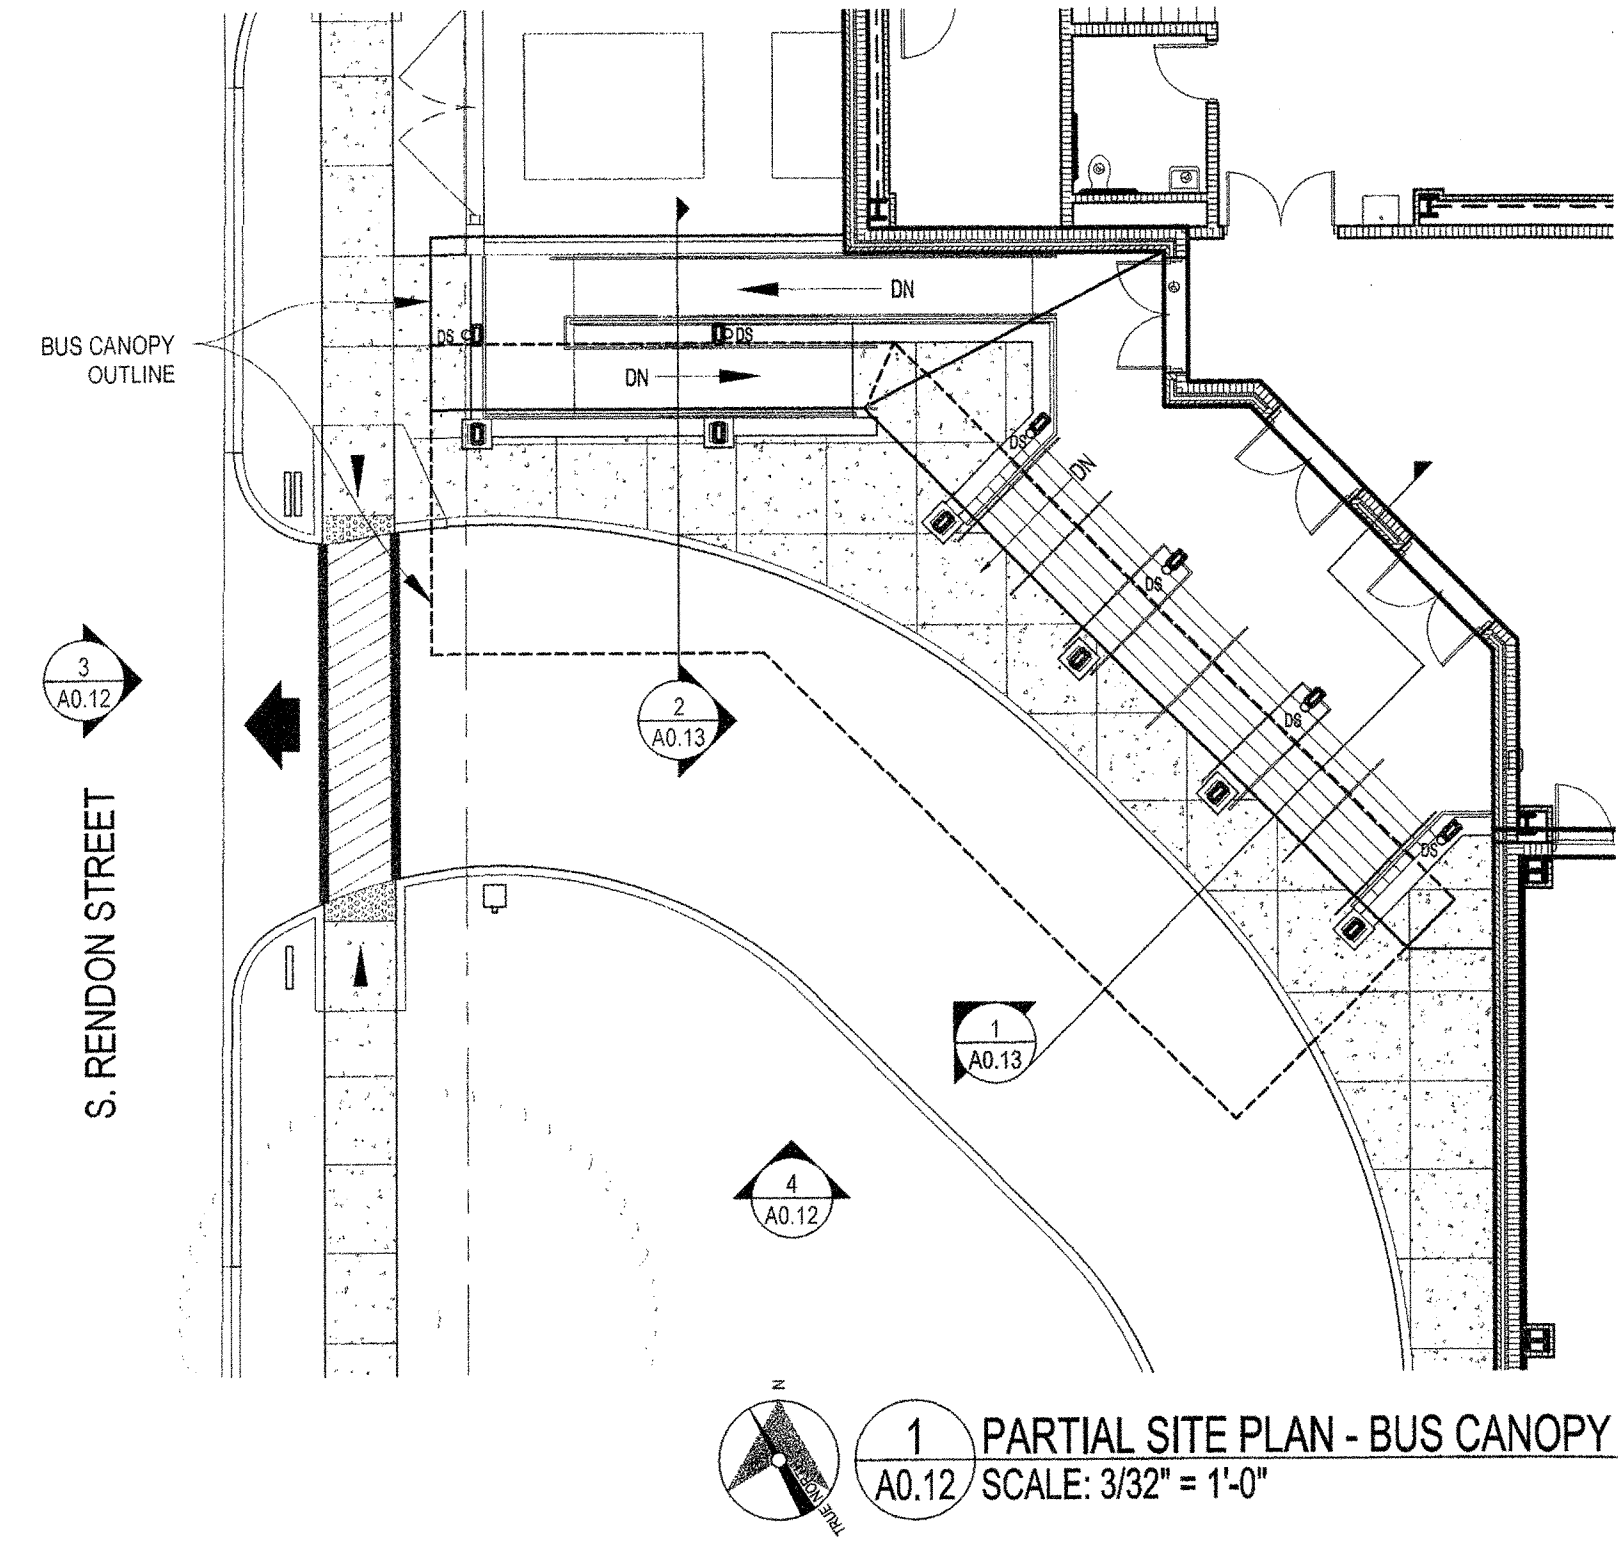 DN
DS
DS
BUS CANOPY
OUTLINE
DN
DS
DN
3
A0.12
2
A0.13
DS
DS
DS
S. RENDON STREET
1
A0.13
4
A0.12
N
TRUE NORTH
1
A0.12
PARTIAL SITE PLAN - BUS CANOPY
SCALE: 3/32" = 1'-0"